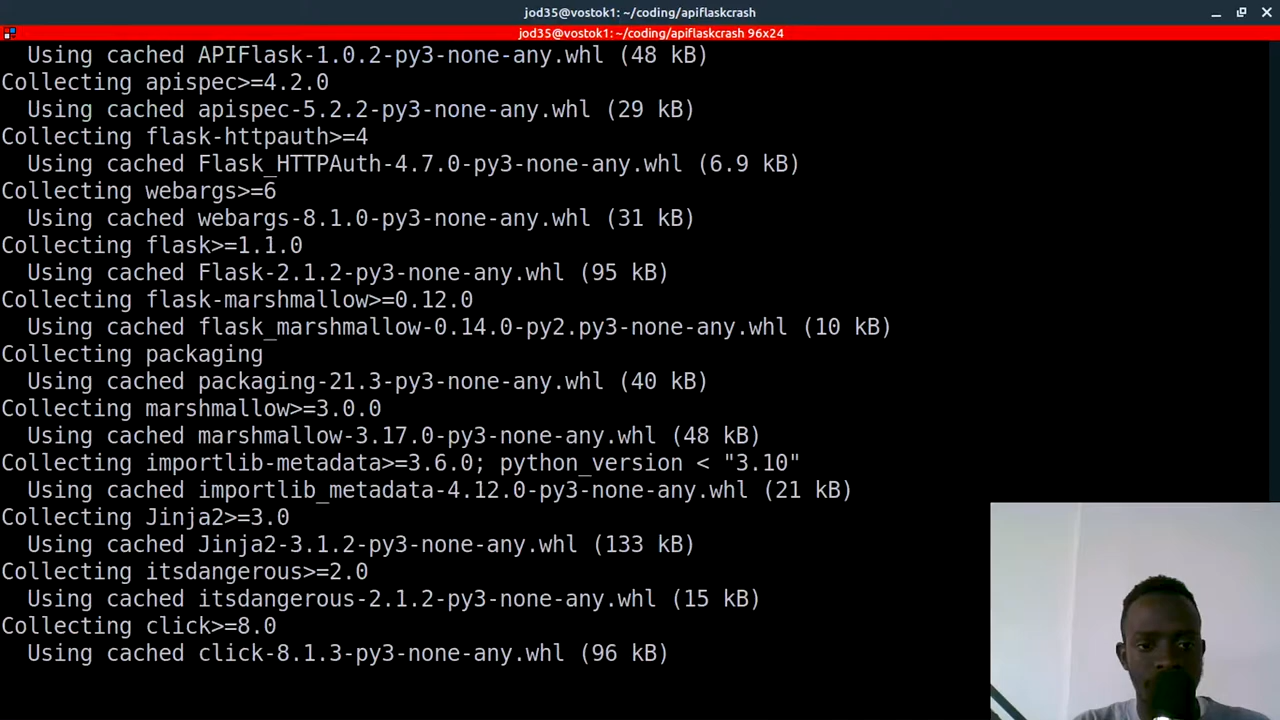 jod35@vostok1: ~/coding/apiflaskcrash
jod35@vostok1: ~/coding/apiflaskcrash 96x24
Using cached APIFlask-1.0.2-py3-none-any.whl (48 kB)
Collecting apispec>=4.2.0
Using cached apispec-5.2.2-py3-none-any.whl (29 kB)
Collecting flask-httpauth>=4
Using cached Flask_HTTPAuth-4.7.0-py3-none-any.whl (6.9 kB)
Collecting webargs>=6
Using cached webargs-8.1.0-py3-none-any.whl (31 kB)
Collecting flask>=1.1.0
Using cached Flask-2.1.2-py3-none-any.whl (95 kB)
Collecting flask-marshmallow>=0.12.0
Using cached flask_marshmallow-0.14.0-py2.py3-none-any.whl (10 kB)
Collecting packaging
Using cached packaging-21.3-py3-none-any.whl (40 kB)
Collecting marshmallow>=3.0.0
Using cached marshmallow-3.17.0-py3-none-any.whl (48 kB)
Collecting importlib-metadata>=3.6.0; python_version < "3.10"
Using cached importlib_metadata-4.12.0-py3-none-any.whl (21 kB)
Collecting Jinja2>=3.0
Using cached Jinja2-3.1.2-py3-none-any.whl (133 kB)
Collecting itsdangerous>=2.0
Using cached itsdangerous-2.1.2-py3-none-any.whl (15 kB)
Collecting click>=8.0
Using cached click-8.1.3-py3-none-any.whl (96 kB)